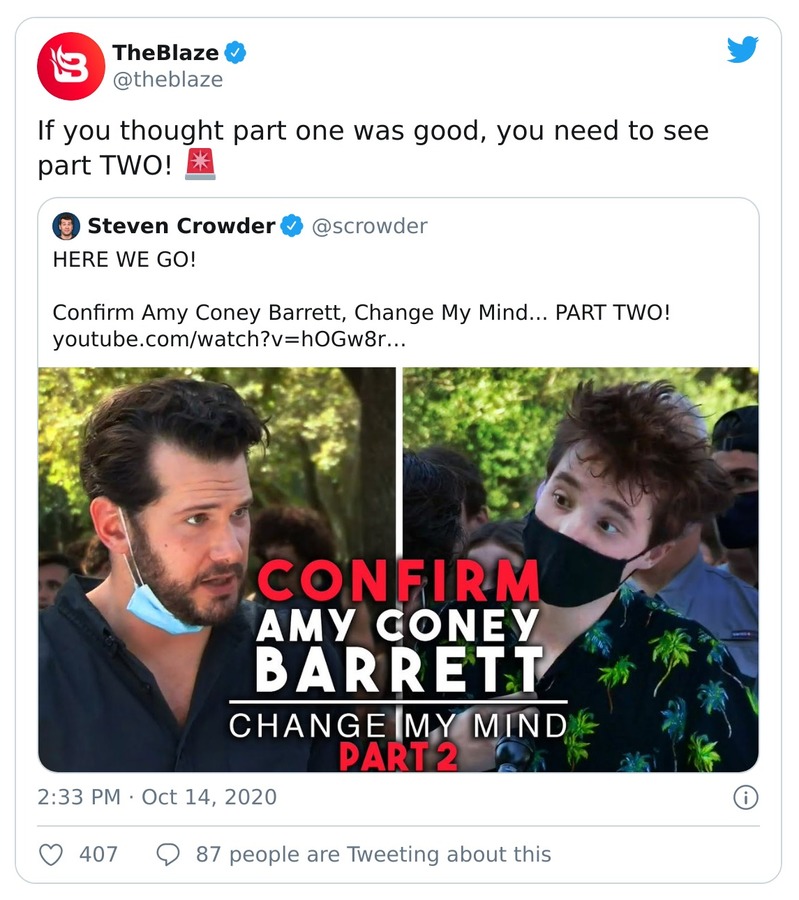 TheBlaze
@theblaze
If you thought part one was good, you need to see
part TWO! 🚨
Steven Crowder @scrowder
HERE WE GO!
Confirm Amy Coney Barrett, Change My Mind... PART TWO!
youtube.com/watch?v=hOGw8r…
CONFIRM
AMY CONEY
BARRETT
CHANGE MY MIND
PART 2
2:33 PM · Oct 14, 2020
407
87 people are Tweeting about this